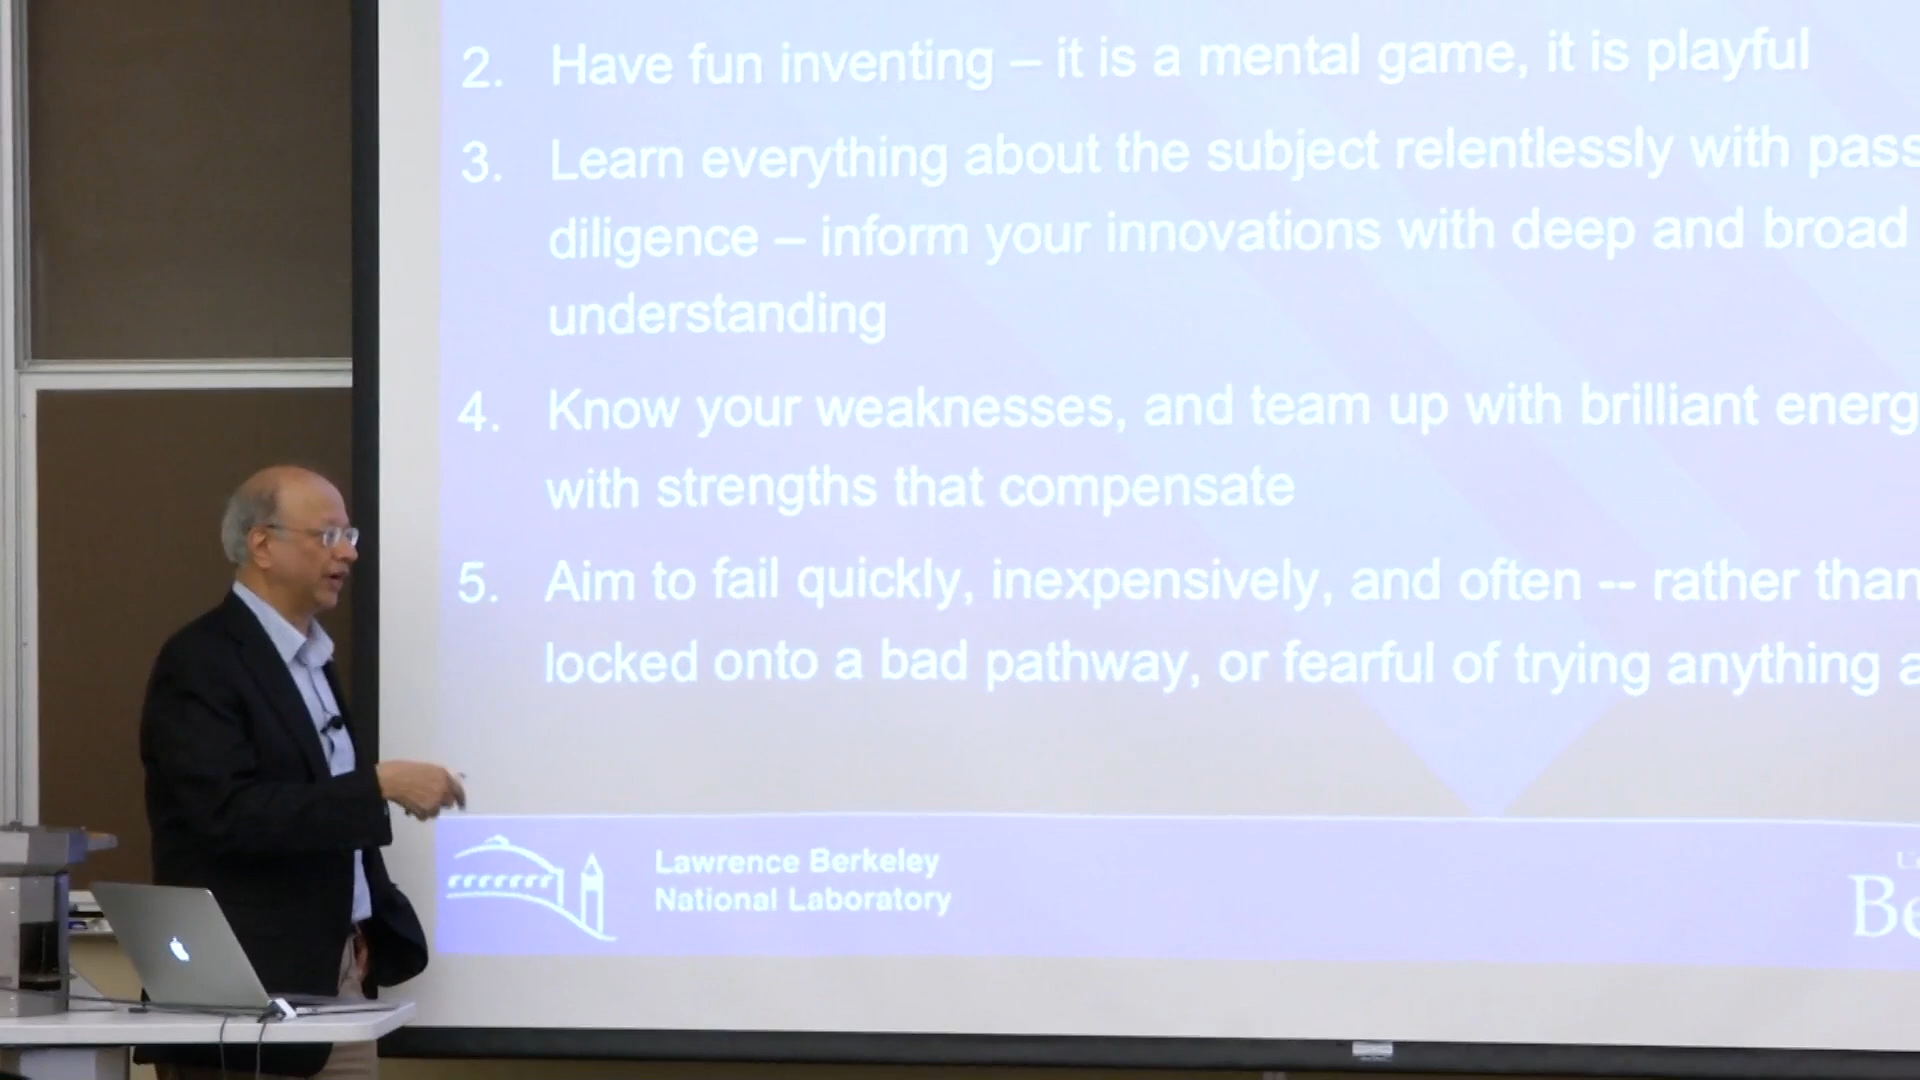 2. Have fun inventing – it is a mental game, it is playful
3. Learn everything about the subject relentlessly with pass
diligence – inform your innovations with deep and broad
understanding
4. Know your weaknesses, and team up with brilliant energ
with strengths that compensate
5. Aim to fail quickly, inexpensively, and often -- rather than
locked onto a bad pathway, or fearful of trying anything a
Lawrence Berkeley
National Laboratory
Be